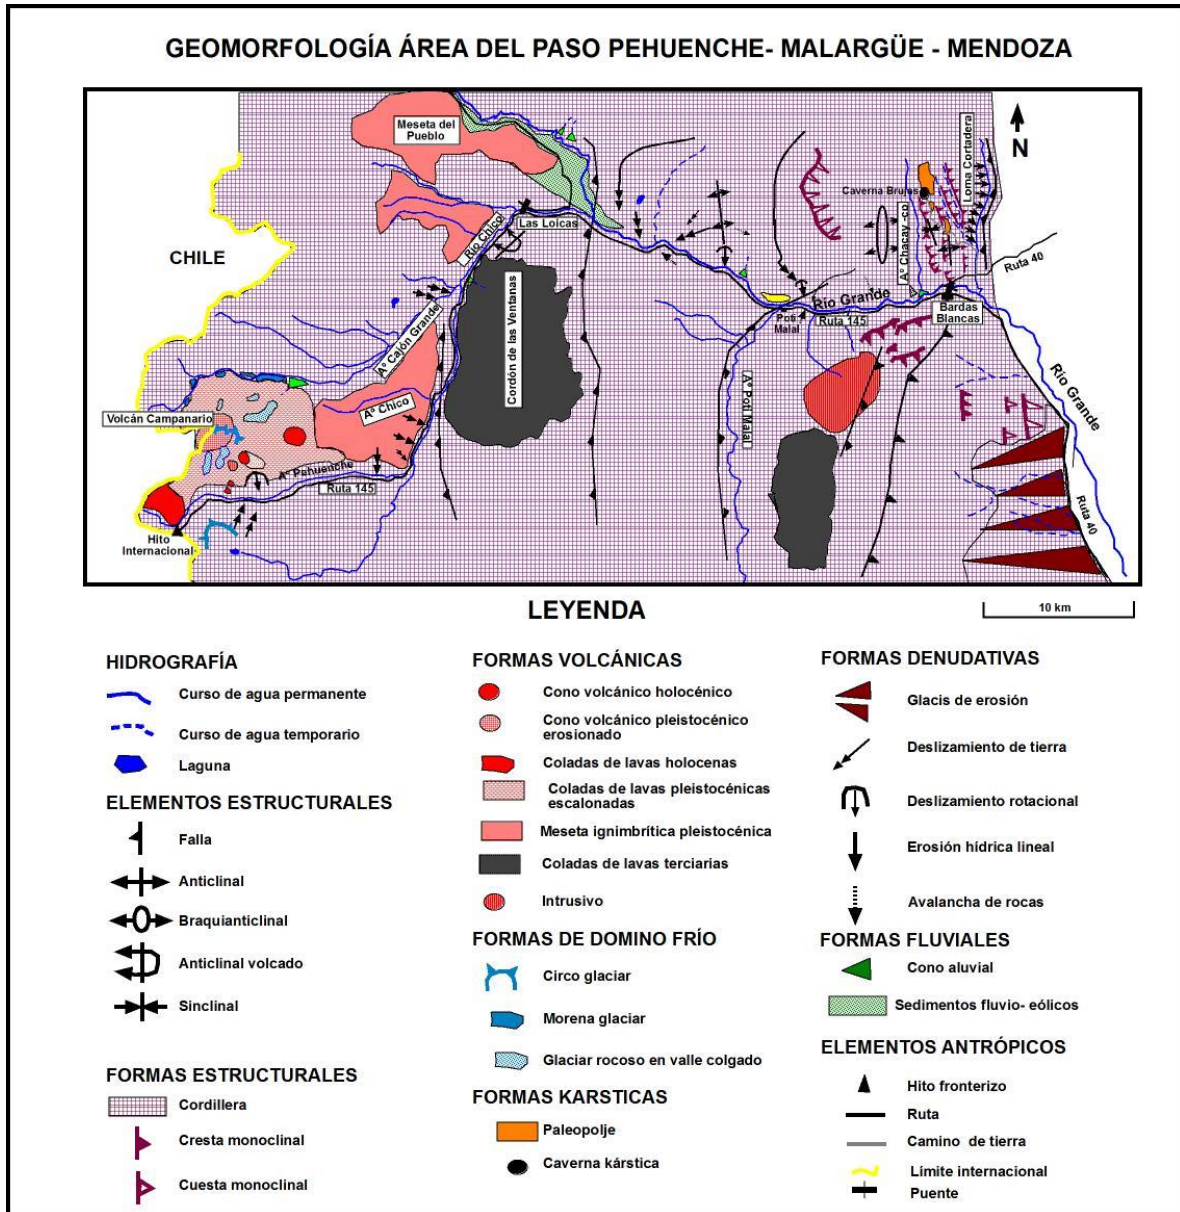 GEOMORFOLOGÍA ÁREA DEL PASO PEHUENCHE- MALARGÜE - MENDOZA
Meseta del
Pueblo
N
Loma Cortadera
Caverna Brujas
Aº Chacay -co
Las Loicas
Río Chico
CHILE
Ruta 40
Cordón de las Ventanas
Río Grande
Poti
Malal
Ruta 145
Bardas
Blancas
Aº Cajón Grande
Río Grande
Aº Poti Malal
Aº Chico
Volcán Campanario
Aº Pehuenche
Ruta 145
Ruta 40
Hito
Internacional
LEYENDA
10 km
HIDROGRAFÍA
Curso de agua permanente
Curso de agua temporario
Laguna
ELEMENTOS ESTRUCTURALES
Falla
Anticlinal
Braquianticlinal
Anticlinal volcado
Sinclinal
FORMAS ESTRUCTURALES
Cordillera
Cresta monoclinal
Cuesta monoclinal
FORMAS VOLCÁNICAS
Cono volcánico holocénico
Cono volcánico pleistocénico
erosionado
Coladas de lavas holocenas
Coladas de lavas pleistocénicas
escalonadas
Meseta ignimbrítica pleistocénica
Coladas de lavas terciarias
Intrusivo
FORMAS DE DOMINO FRÍO
Circo glaciar
Morena glaciar
Glaciar rocoso en valle colgado
FORMAS KARSTICAS
Paleopolje
Caverna kárstica
FORMAS DENUDATIVAS
Glacis de erosión
Deslizamiento de tierra
Deslizamiento rotacional
Erosión hídrica lineal
Avalancha de rocas
FORMAS FLUVIALES
Cono aluvial
Sedimentos fluvio- eólicos
ELEMENTOS ANTRÓPICOS
Hito fronterizo
Ruta
Camino de tierra
Límite internacional
Puente